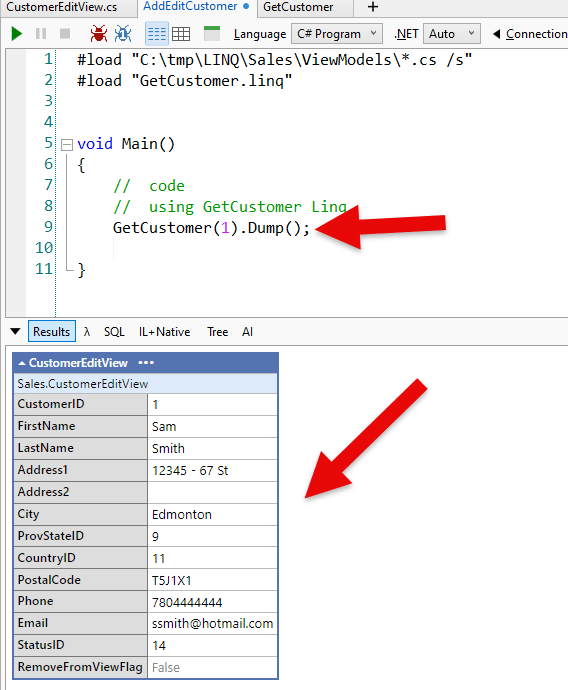 CustomerEditView.cs AddEditCustomer GetCustomer +
Language C# Program .NET Auto Connection
1 #load "C:\tmp\LINQ\Sales\ViewModels\*.cs /s"
2 #load "GetCustomer.linq"
3
4
5 void Main()
6 {
7 // code
8 // using GetCustomer Linq
9 GetCustomer(1).Dump();
10
11 }
Results λ SQL IL+Native Tree AI
CustomerEditView •••
Sales.CustomerEditView
CustomerID 1
FirstName Sam
LastName Smith
Address1 12345 - 67 St
Address2
City Edmonton
ProvStateID 9
CountryID 11
PostalCode T5J1X1
Phone 7804444444
Email ssmith@hotmail.com
StatusID 14
RemoveFromViewFlag False